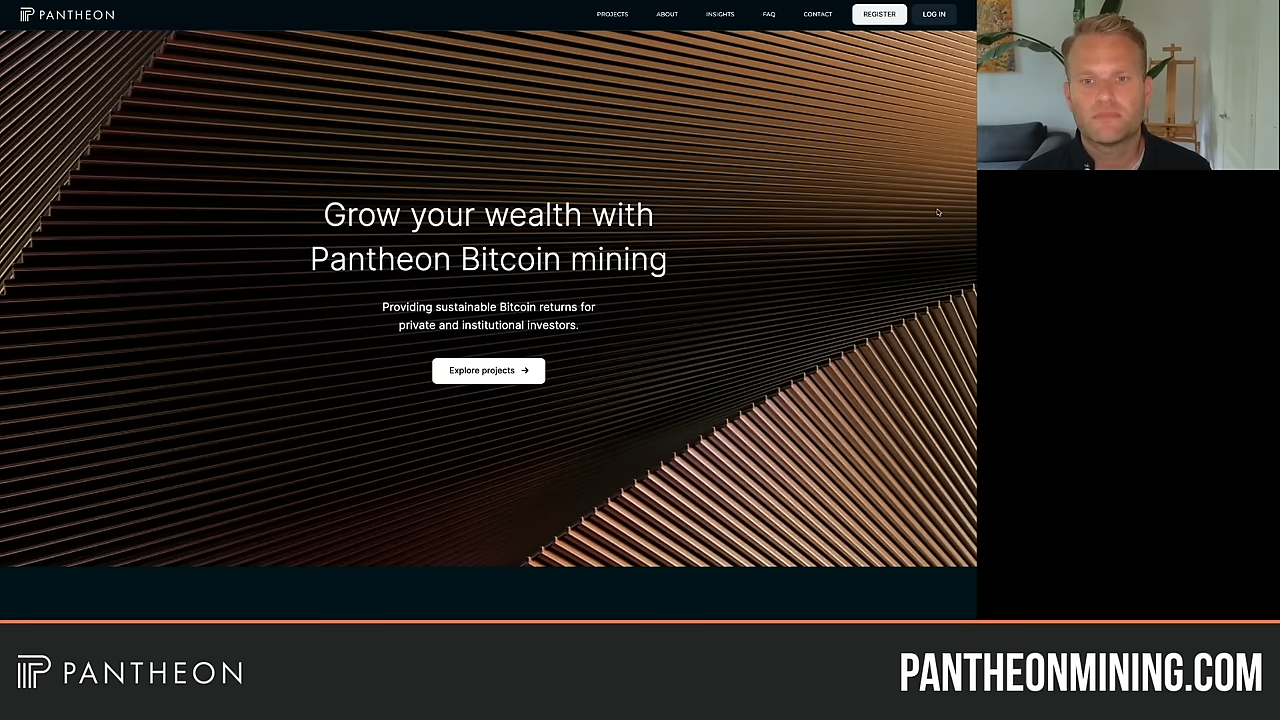 PANTHEON
PROJECTS
ABOUT
INSIGHTS
FAQ
CONTACT
REGISTER
LOG IN
Grow your wealth with
Pantheon Bitcoin mining
Providing sustainable Bitcoin returns for
private and institutional investors.
Explore projects →
PANTHEON
PANTHEONMINING.COM